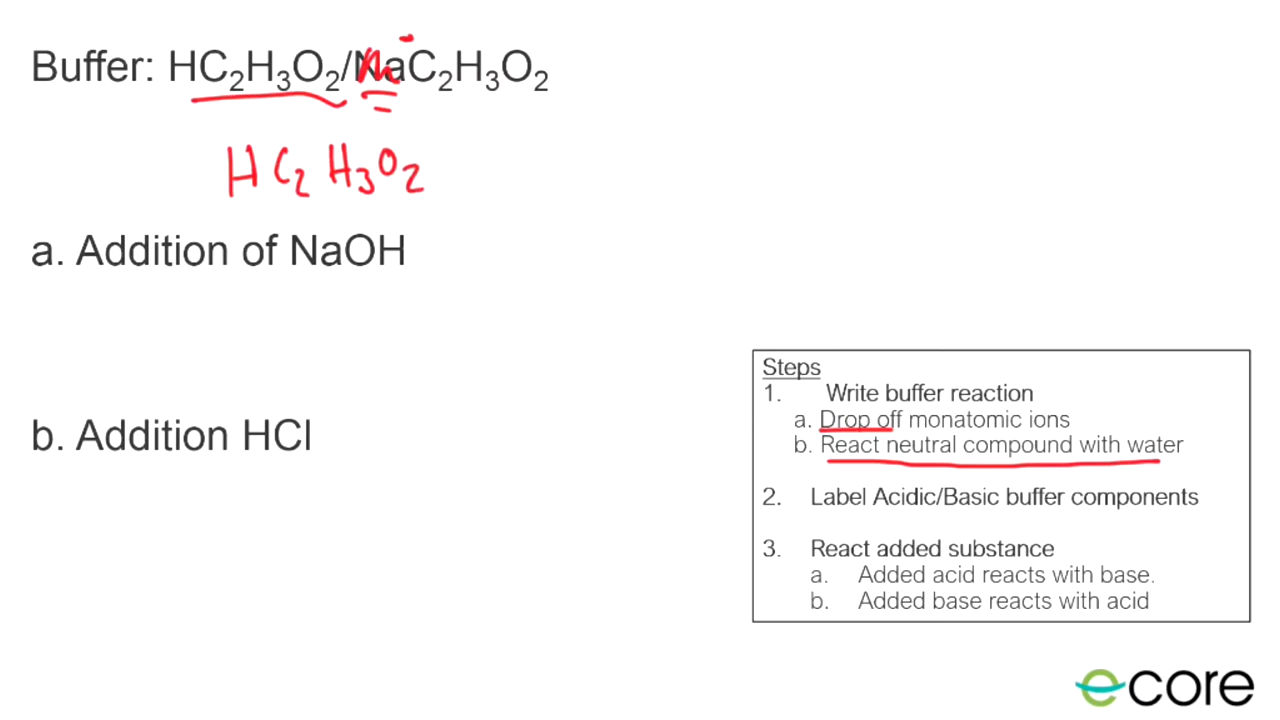 Buffer: HC₂H₃O₂/NaC₂H₃O₂
HC₂H₃O₂
a. Addition of NaOH
b. Addition HCl
Steps
1. Write buffer reaction
a. Drop off monatomic ions
b. React neutral compound with water
2. Label Acidic/Basic buffer components
3. React added substance
a. Added acid reacts with base.
b. Added base reacts with acid
ecore